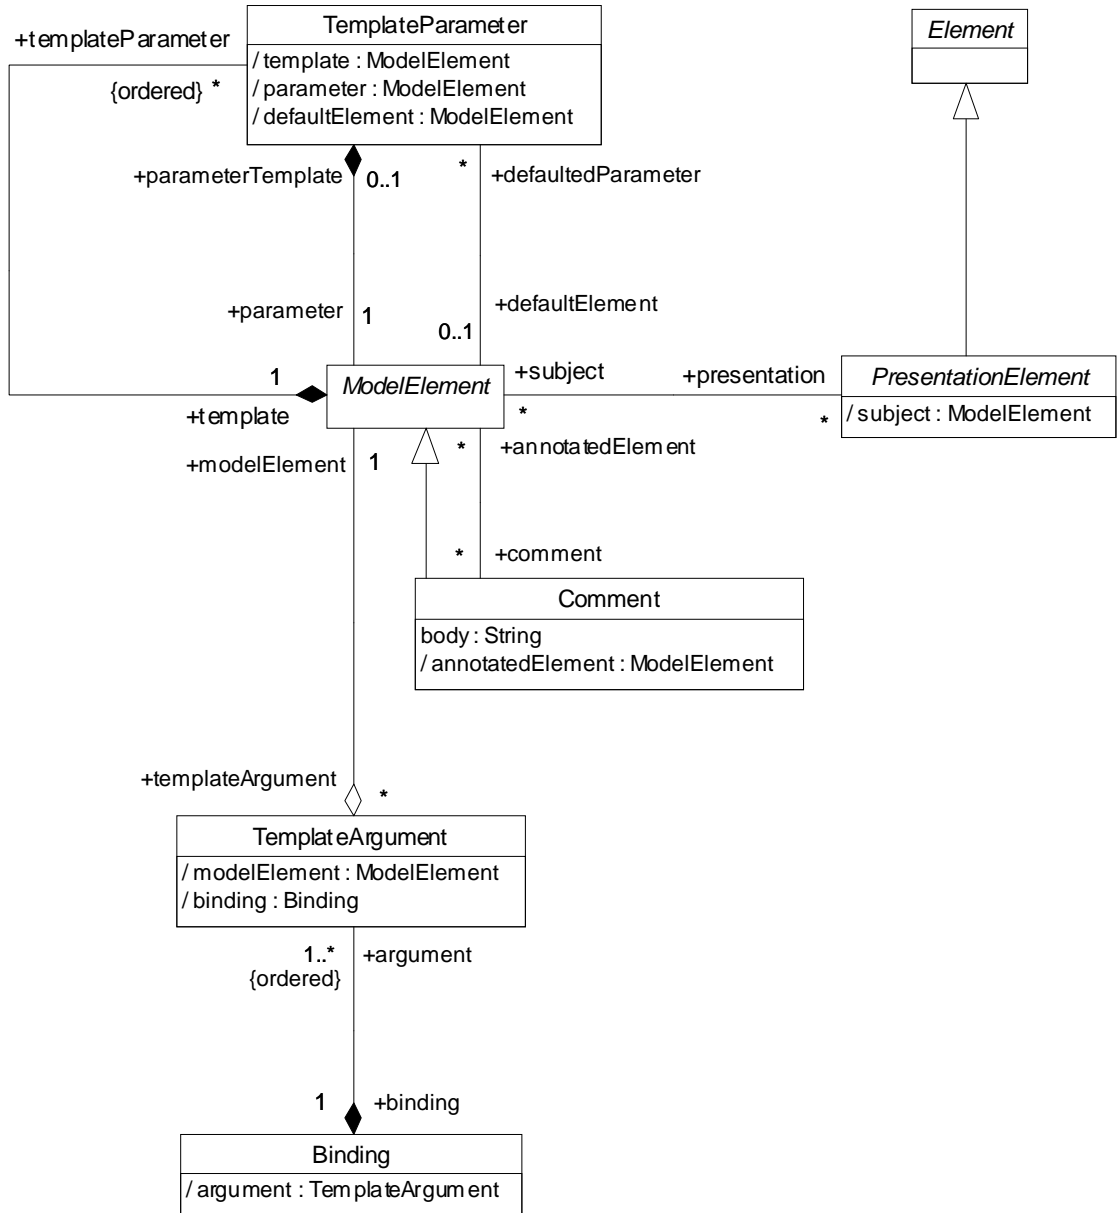 TemplateParameter
/ template : ModelElement
/ parameter : ModelElement
/ defaultElement : ModelElement
+templateParameter
{ordered} *
Element
+parameterTemplate
0..1
*
+defaultedParameter
+parameter
1
+defaultElement
0..1
1
+template
ModelElement
+subject
*
+presentation
*
PresentationElement
/ subject : ModelElement
+modelElement
1
*
+annotatedElement
*
+comment
Comment
body : String
/ annotatedElement : ModelElement
+templateArgument
*
TemplateArgument
/ modelElement : ModelElement
/ binding : Binding
1..*
{ordered}
+argument
1
+binding
Binding
/ argument : TemplateArgument